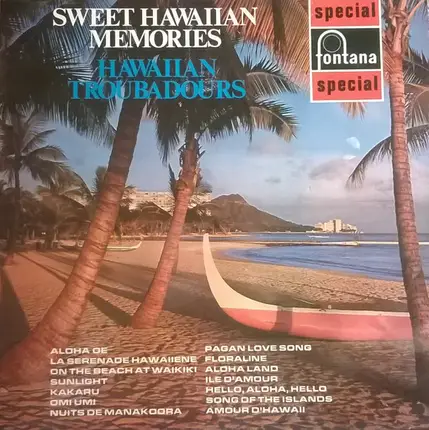 SWEET HAWAIIAN
MEMORIES
HAWAIIAN
TROUBADOURS
special
fontana
special
ALOHA OE
LA SERENADE HAWAIIENE
ON THE BEACH AT WAIKIKI
SUNLIGHT
KAKARU
OMI UMI
NUITS DE MANAKOORA
PAGAN LOVE SONG
FLORALINE
ALOHA LAND
ILE D'AMOUR
HELLO, ALOHA, HELLO
SONG OF THE ISLANDS
AMOUR D'HAWAII